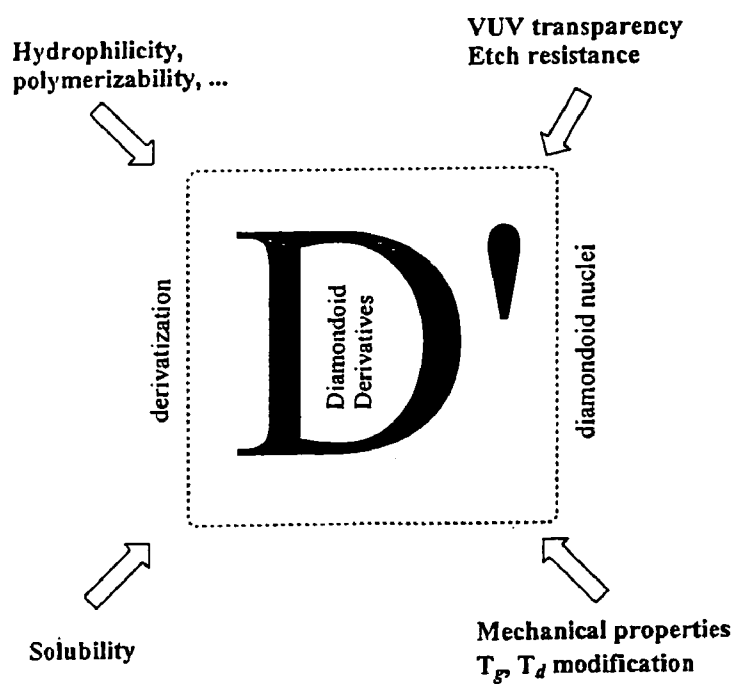 Hydrophilicity,
polymerizability, ...
VUV transparency
Etch resistance
derivatization
D'
Diamondoid
Derivatives
diamondoid nuclei
Solubility
Mechanical properties
Tg, Td modification